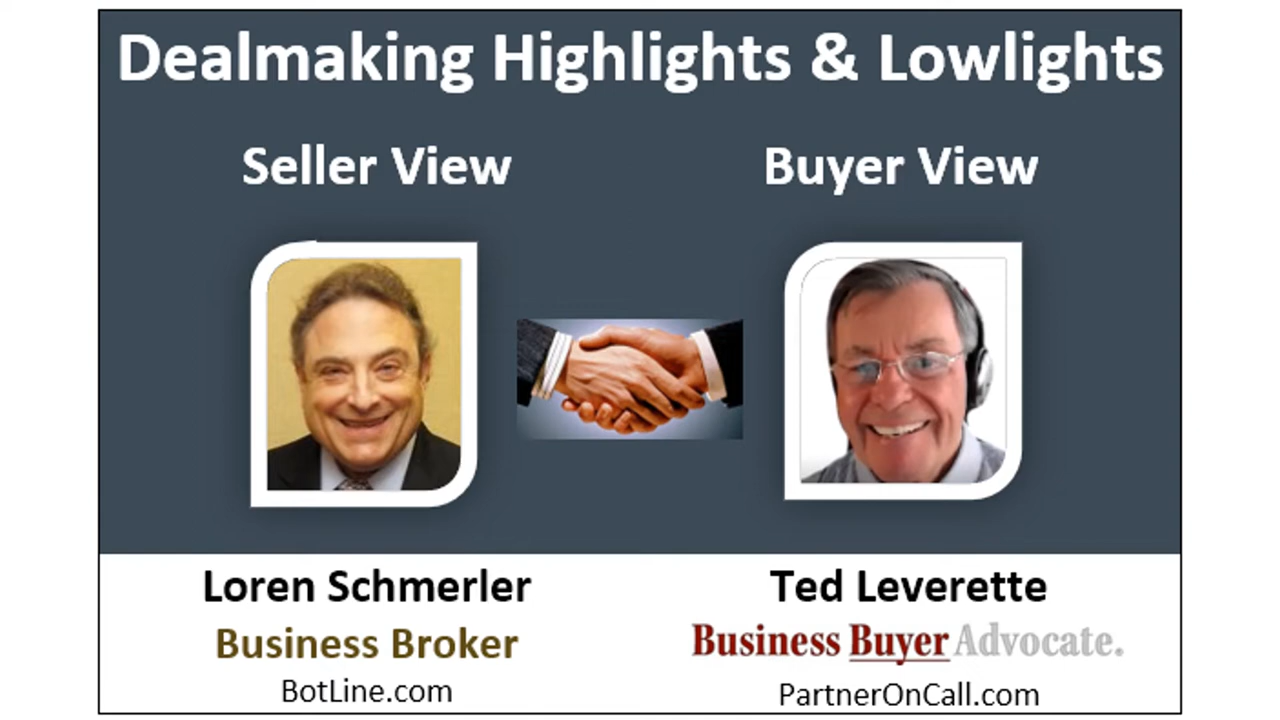 Dealmaking Highlights & Lowlights
Seller View
Buyer View
Loren Schmerler
Business Broker
BotLine.com
Ted Leverette
Business Buyer Advocate.
PartnerOnCall.com